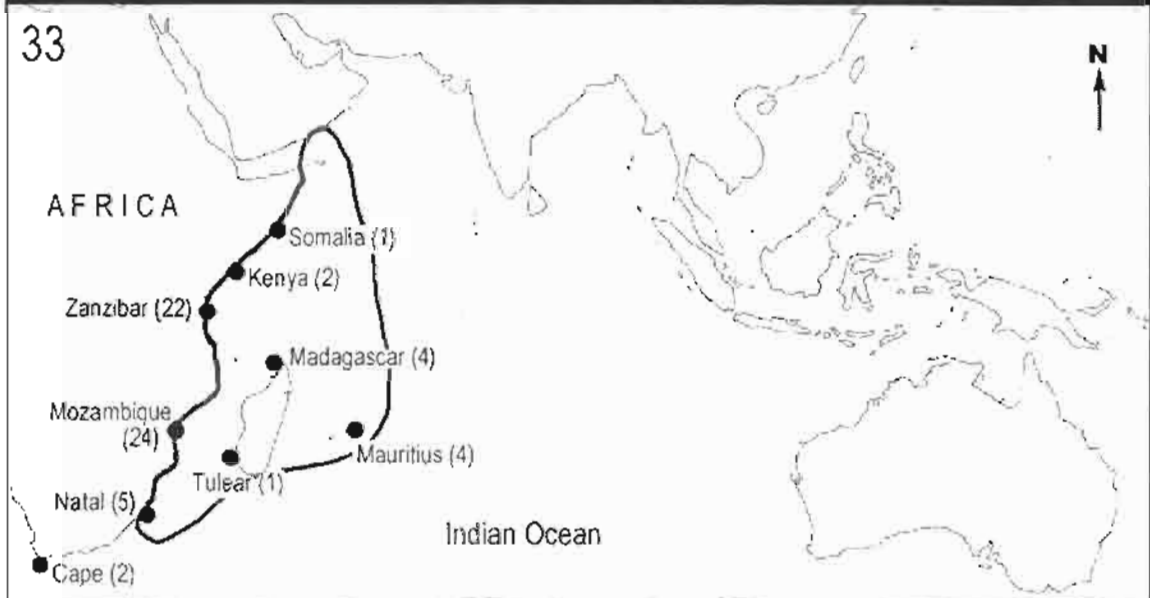 33
N
AFRICA
Somalia (1)
Kenya (2)
Zanzibar (22)
Madagascar (4)
Mozambique
(24)
Mauritius (4)
Tulear (1)
Natal (5)
Indian Ocean
Cape (2)